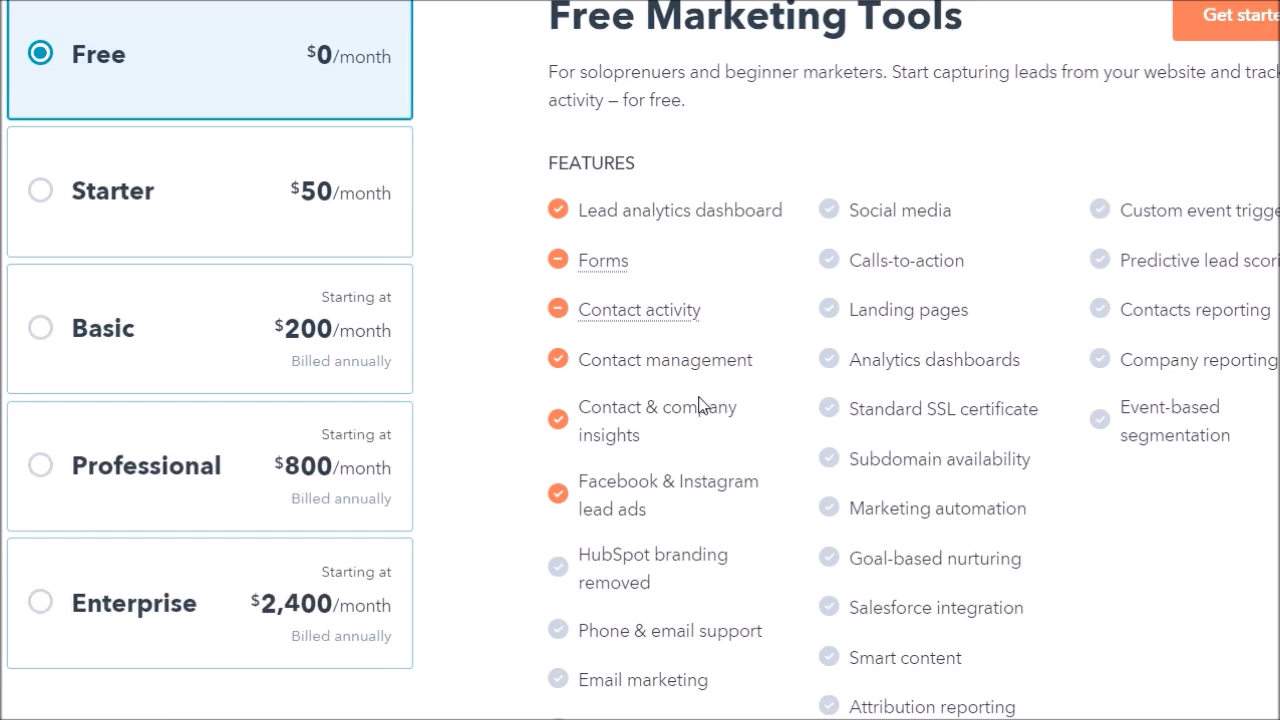 Free $0/month
Starter $50/month
Starting at
Basic $200/month
Billed annually
Starting at
Professional $800/month
Billed annually
Starting at
Enterprise $2,400/month
Billed annually
Free Marketing Tools
Get starte
For soloprenuers and beginner marketers. Start capturing leads from your website and track
activity – for free.
FEATURES
Lead analytics dashboard
Forms
Contact activity
Contact management
Contact & company
insights
Facebook & Instagram
lead ads
HubSpot branding
removed
Phone & email support
Email marketing
Social media
Calls-to-action
Landing pages
Analytics dashboards
Standard SSL certificate
Subdomain availability
Marketing automation
Goal-based nurturing
Salesforce integration
Smart content
Attribution reporting
Custom event trigge
Predictive lead scori
Contacts reporting
Company reporting
Event-based
segmentation